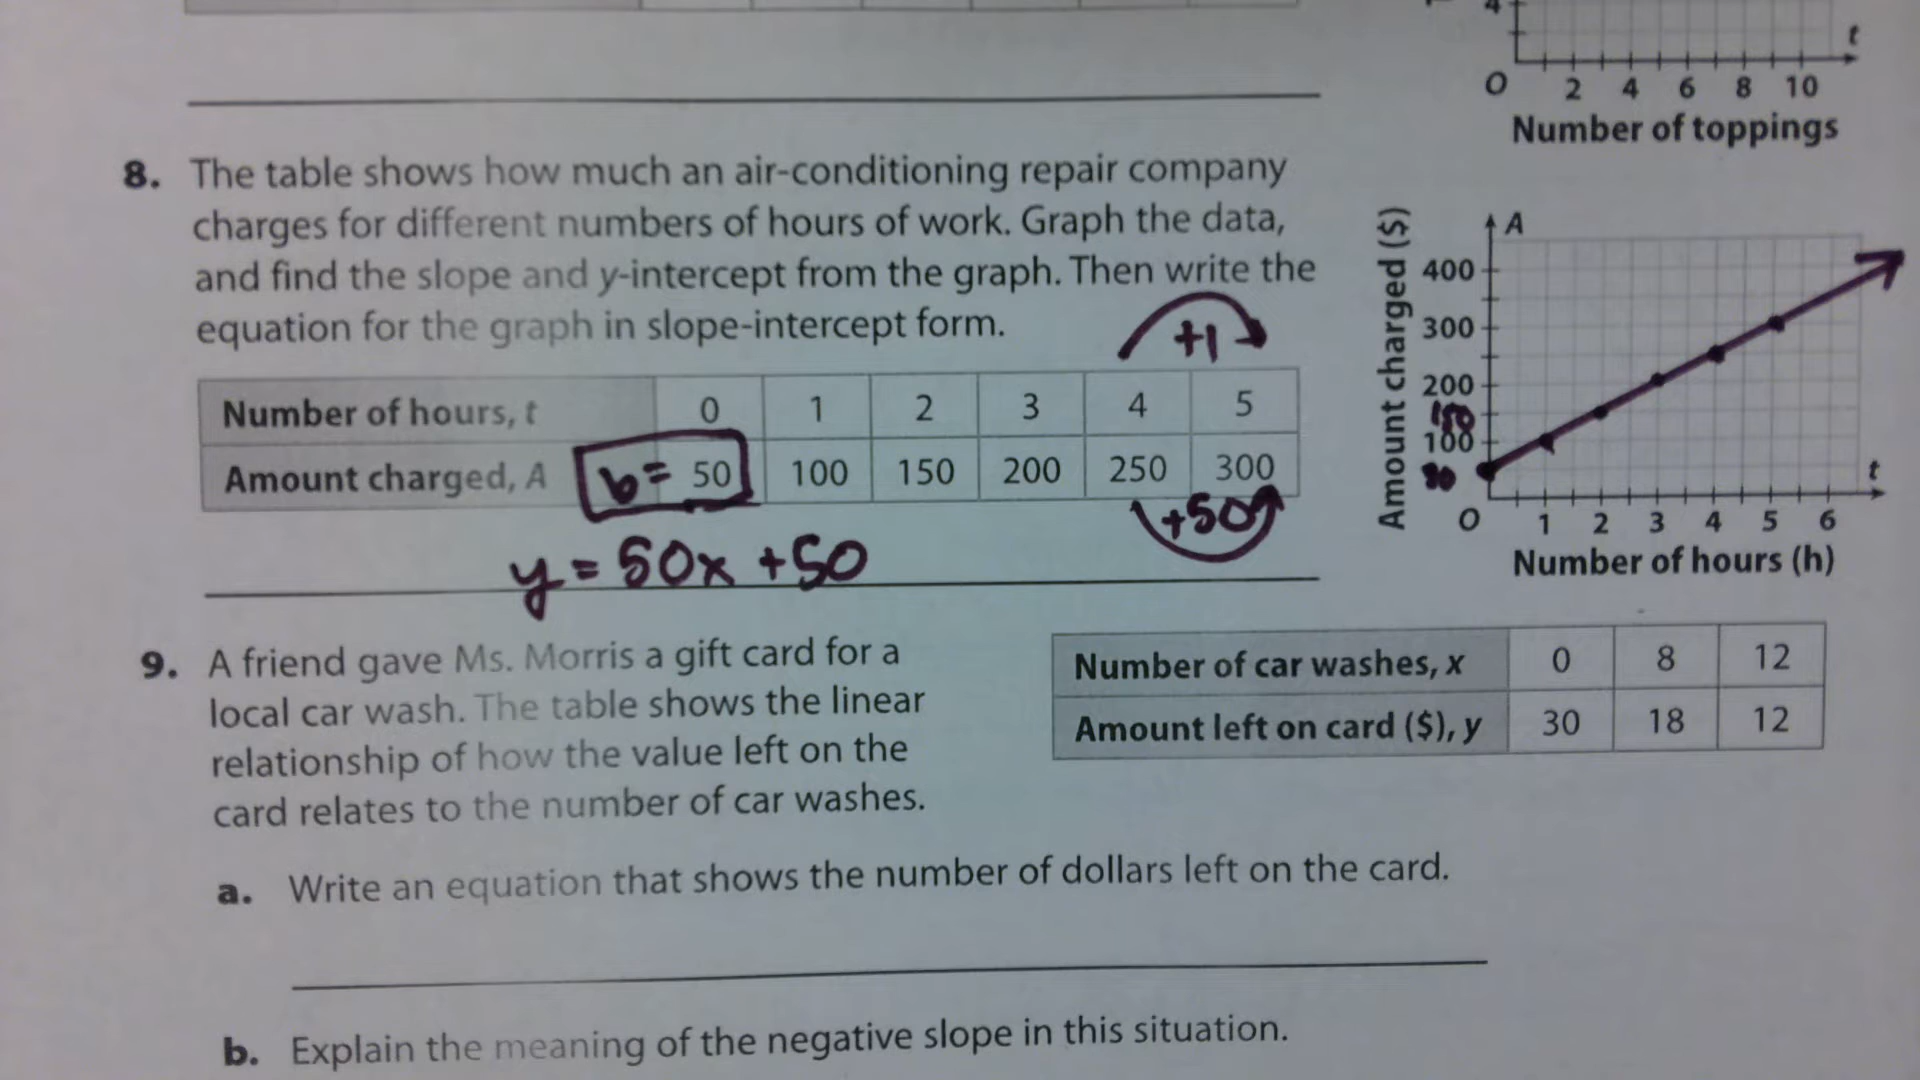 4
t
O 2 4 6 8 10
Number of toppings
8. The table shows how much an air-conditioning repair company
charges for different numbers of hours of work. Graph the data,
and find the slope and y-intercept from the graph. Then write the
equation for the graph in slope-intercept form.
+1
Number of hours, t 0 1 2 3 4 5
Amount charged, A b= 50 100 150 200 250 300
+50
y = 50x + 50
Amount charged ($)
A
400
300
200
150
100
50
t
O 1 2 3 4 5 6
Number of hours (h)
9. A friend gave Ms. Morris a gift card for a
local car wash. The table shows the linear
relationship of how the value left on the
card relates to the number of car washes.
Number of car washes, x 0 8 12
Amount left on card ($), y 30 18 12
a. Write an equation that shows the number of dollars left on the card.
b. Explain the meaning of the negative slope in this situation.